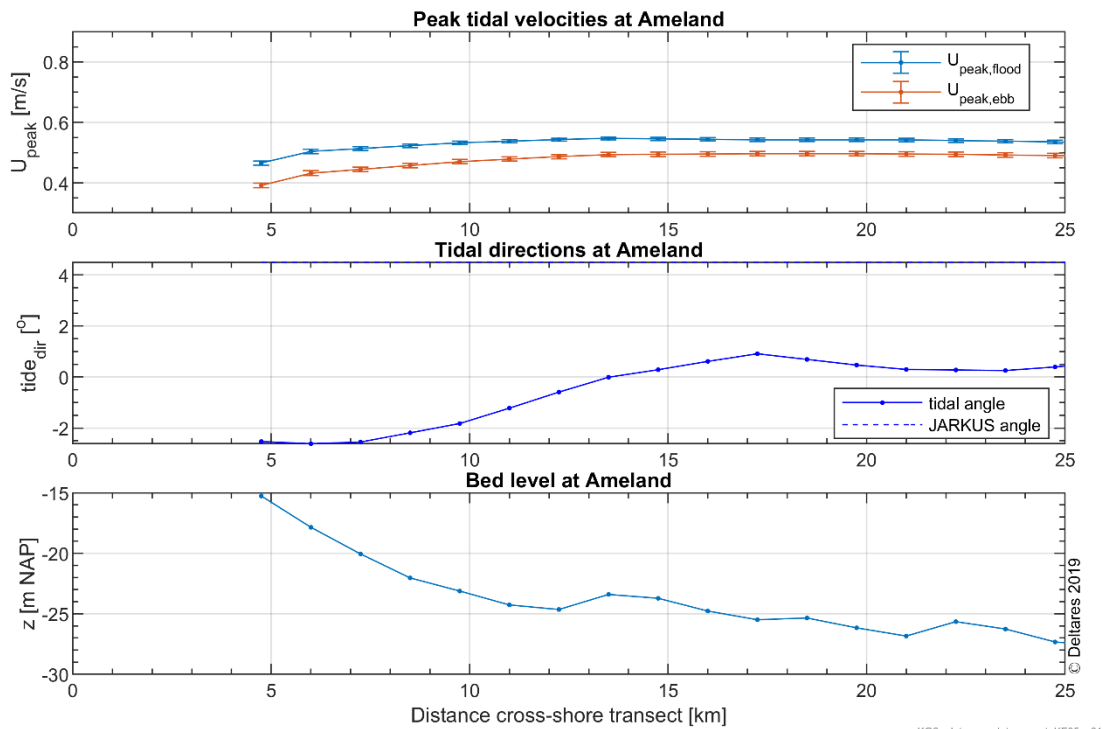 Peak tidal velocities at Ameland
U_peak [m/s]
0.8
0.6
0.4
U_peak,flood
U_peak,ebb
0 5 10 15 20 25
Tidal directions at Ameland
tide_dir [°]
4
2
0
-2
tidal angle
JARKUS angle
0 5 10 15 20 25
Bed level at Ameland
z [m NAP]
-15
-20
-25
-30
© Deltares 2019
0 5 10 15 20 25
Distance cross-shore transect [km]